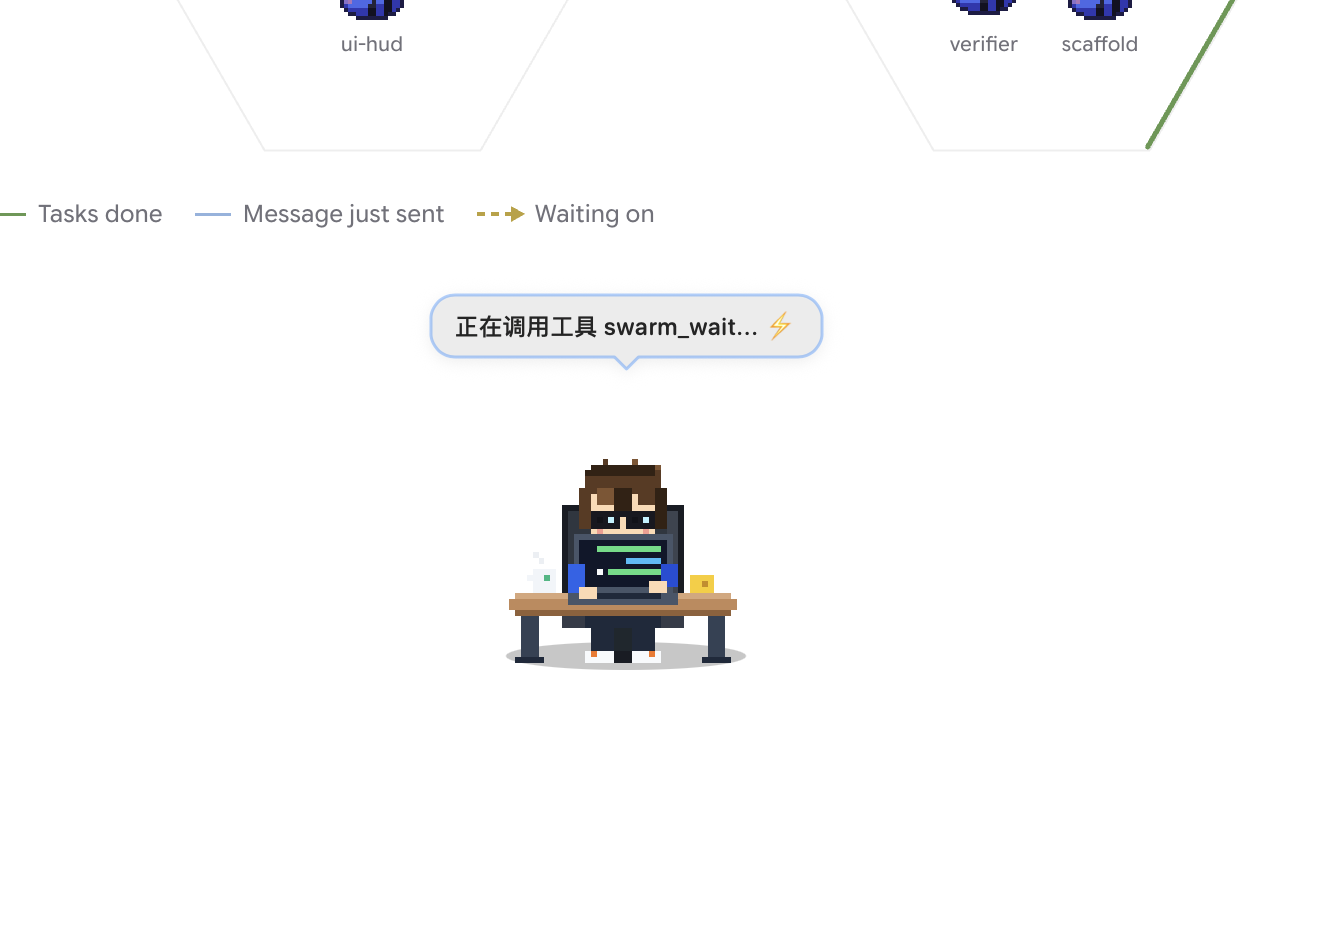 ui-hud
verifier
scaffold
Tasks done
Message just sent
Waiting on
正在调用工具 swarm_wait... ⚡